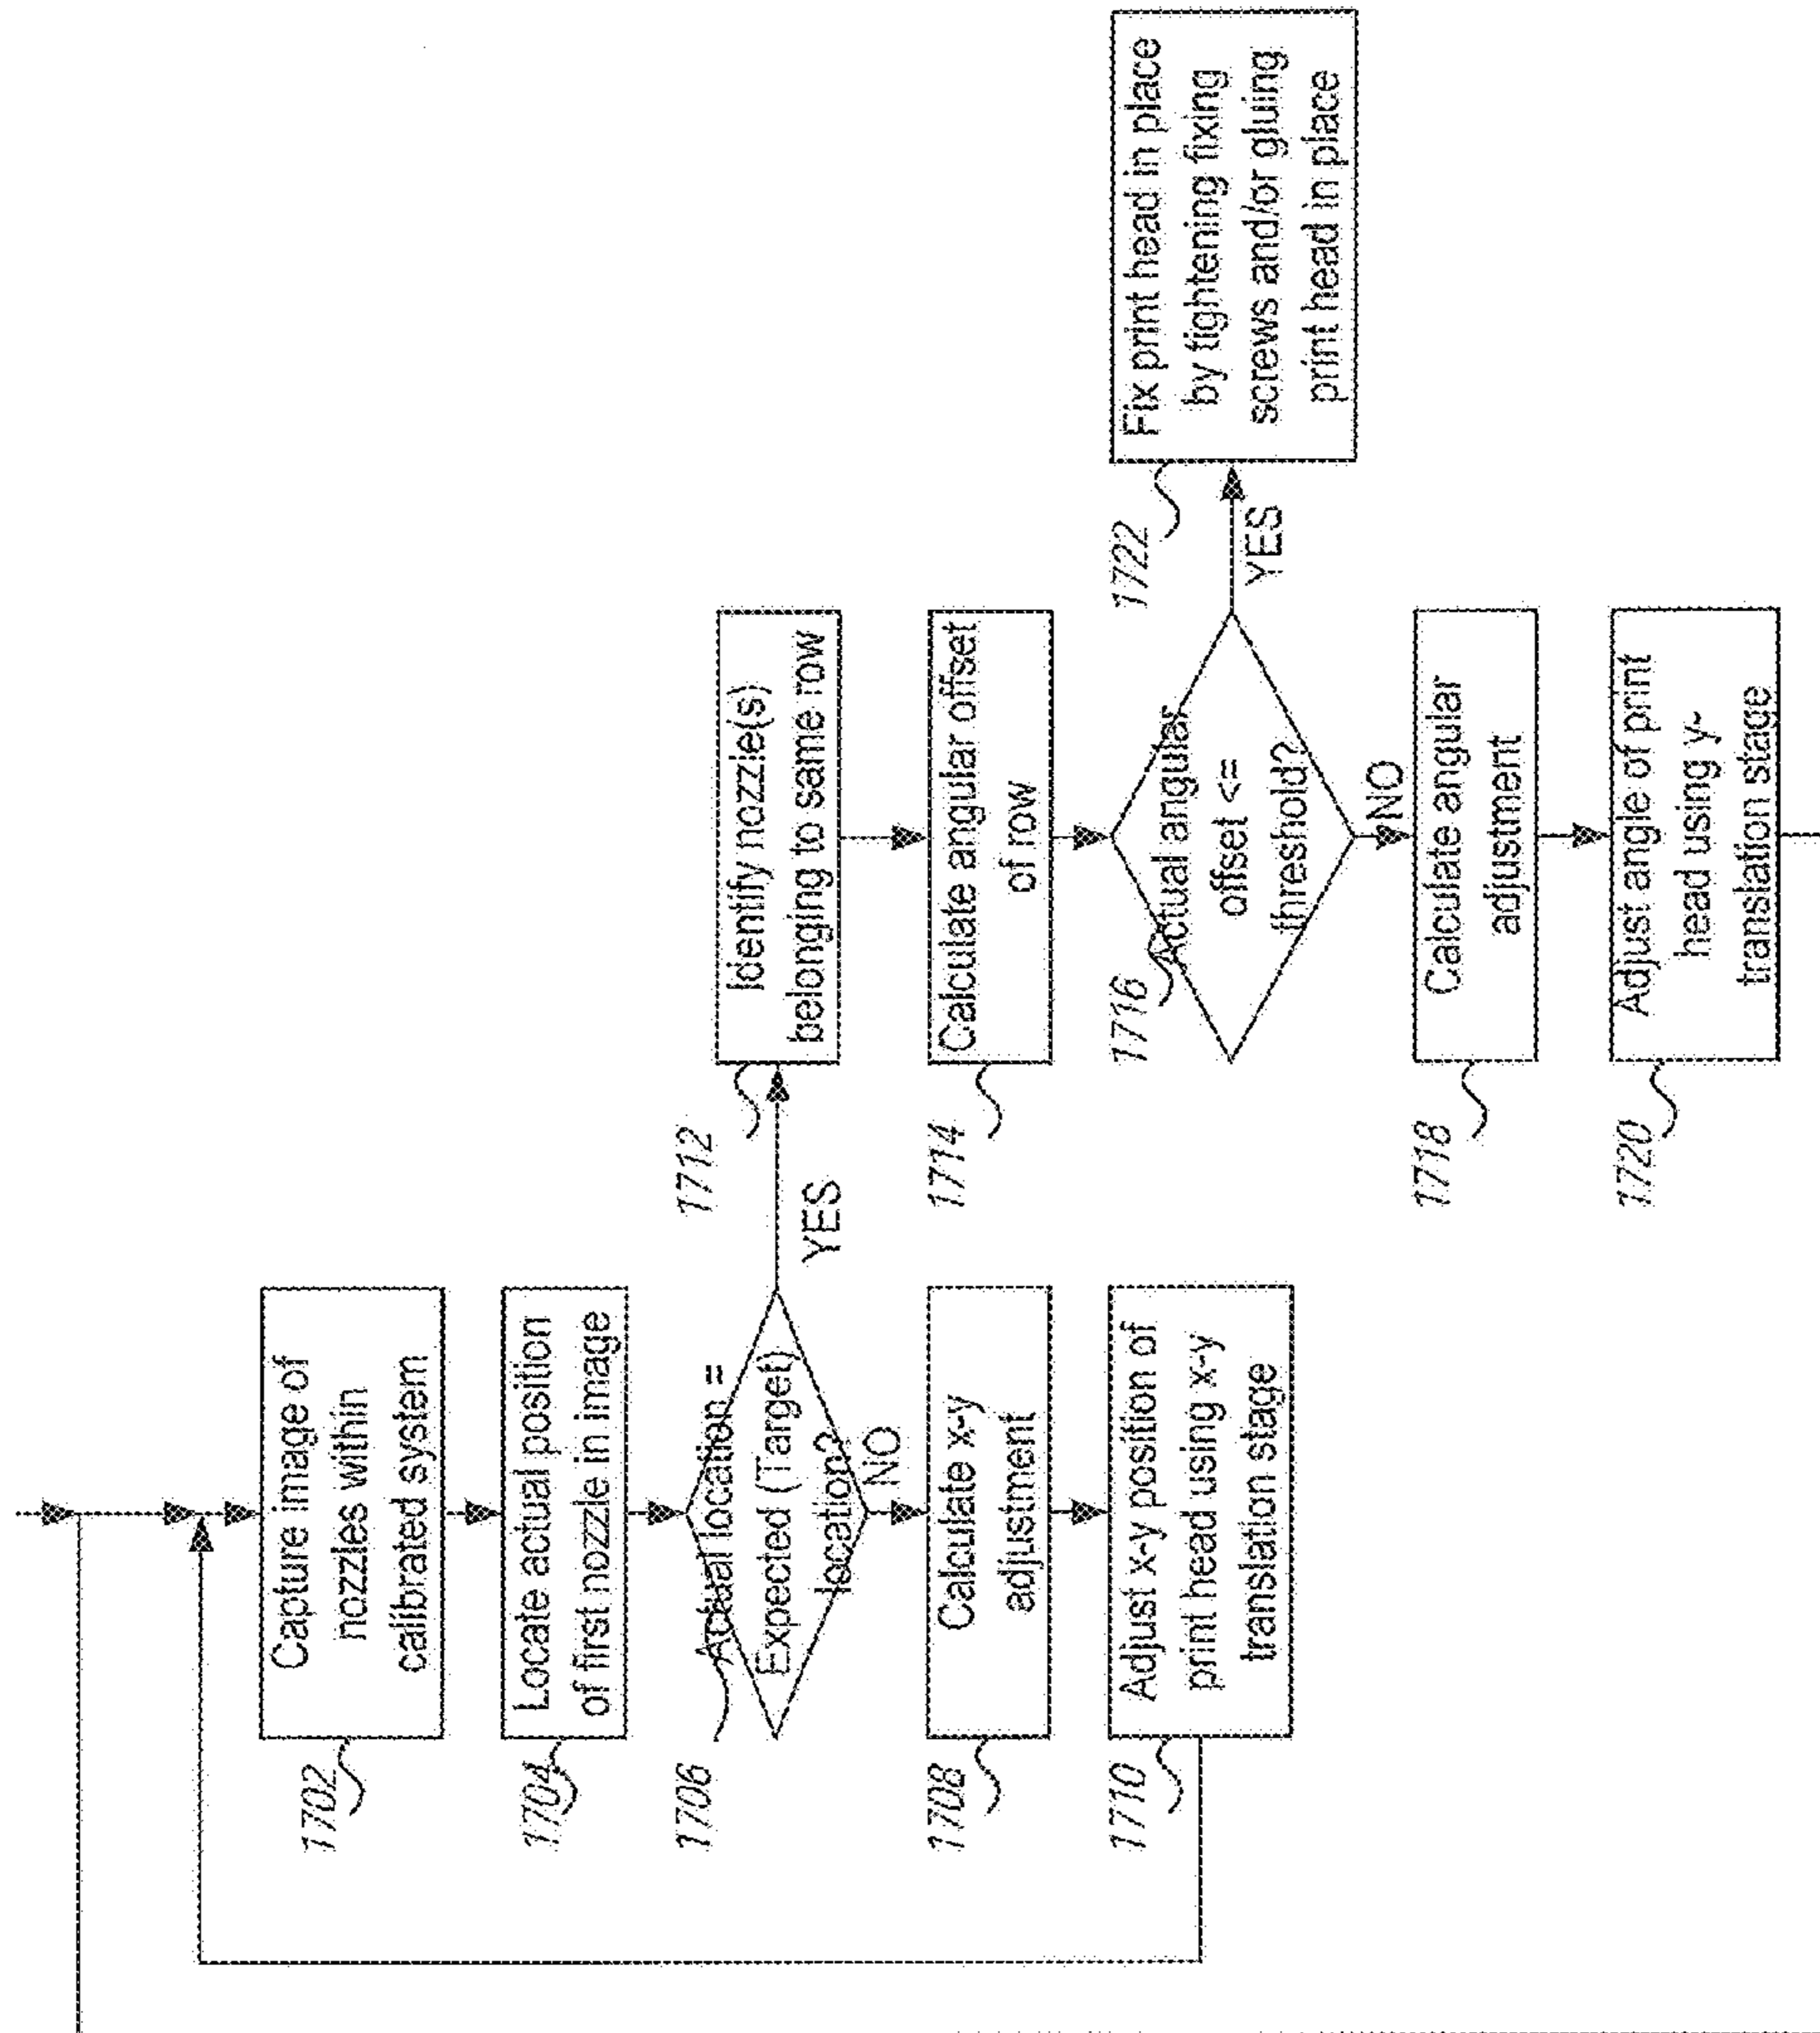 1702
Capture image of
nozzles within
calibrated system
1704
Locate actual position
of first nozzle in image
1706
Actual location =
Expected (Target)
location?
YES
NO
1708
Calculate x-y
adjustment
1710
Adjust x-y position of
print head using x-y
translation stage
1712
Identify nozzle(s)
belonging to same row
1714
Calculate angular offset
of row
1716
Actual angular
offset <=
threshold?
YES
NO
1718
Calculate angular
adjustment
1720
Adjust angle of print
head using y-
translation stage
1722
Fix print head in place
by tightening fixing
screws and/or gluing
print head in place